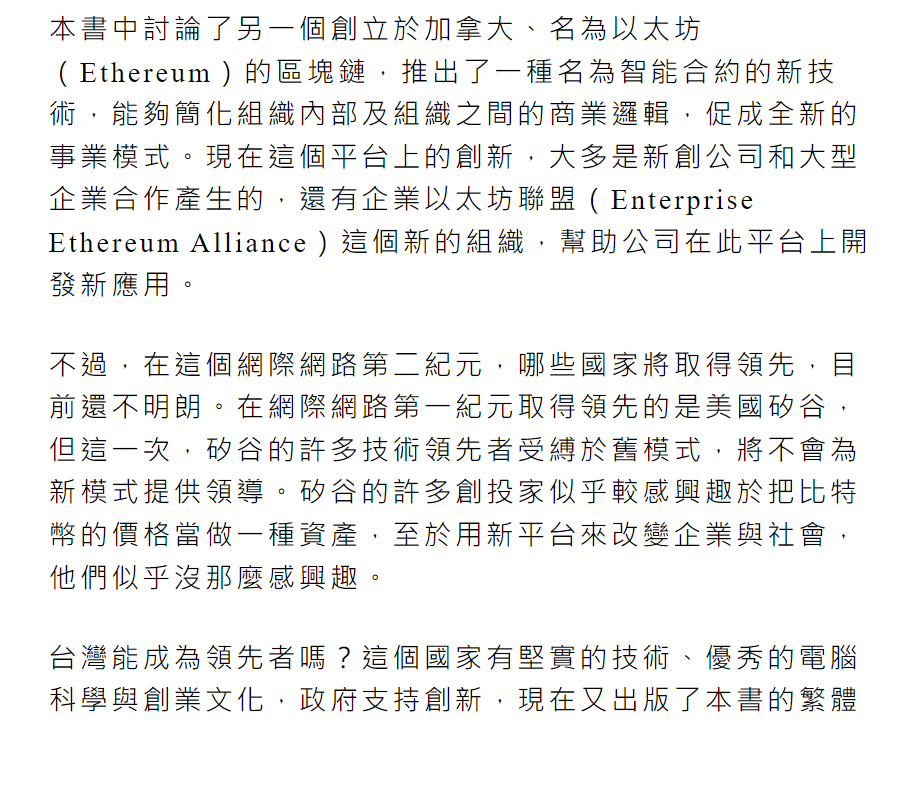 本書中討論了另一個創立於加拿大、名為以太坊
（Ethereum）的區塊鏈，推出了一種名為智能合約的新技
術，能夠簡化組織內部及組織之間的商業邏輯，促成全新的
事業模式。現在這個平台上的創新，大多是新創公司和大型
企業合作產生的，還有企業以太坊聯盟（Enterprise
Ethereum Alliance）這個新的組織，幫助公司在此平台上開
發新應用。
不過，在這個網際網路第二紀元，哪些國家將取得領先，目
前還不明朗。在網際網路第一紀元取得領先的是美國矽谷，
但這一次，矽谷的許多技術領先者受縛於舊模式，將不會為
新模式提供領導。矽谷的許多創投家似乎較感興趣於把比特
幣的價格當做一種資產，至於用新平台來改變企業與社會，
他們似乎沒那麼感興趣。
台灣能成為領先者嗎？這個國家有堅實的技術、優秀的電腦
科學與創業文化，政府支持創新，現在又出版了本書的繁體